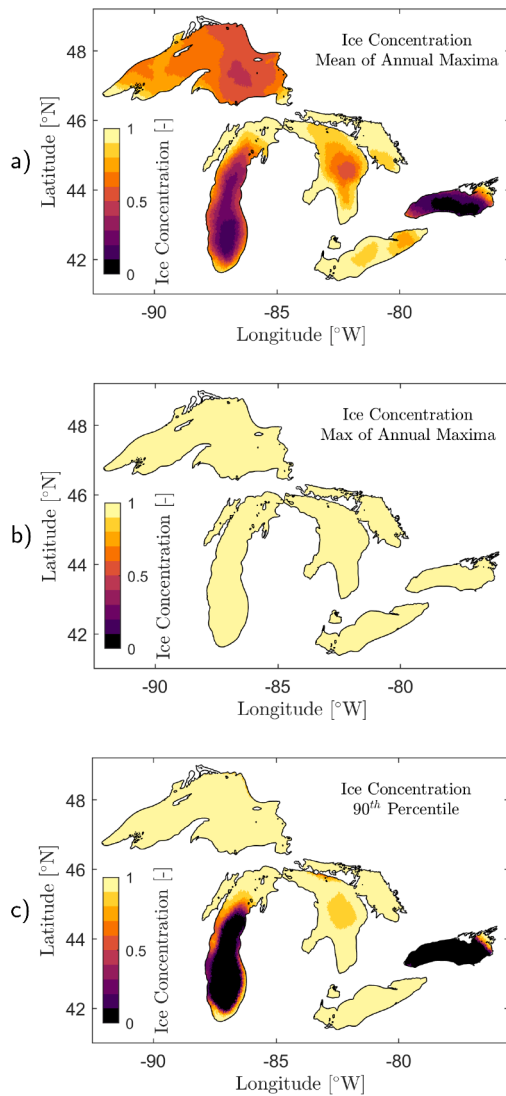 Ice Concentration
Mean of Annual Maxima
a)
Latitude [°N]
48
46
44
42
Ice Concentration [-]
1
0.5
0
-90
-85
-80
Longitude [°W]
Ice Concentration
Max of Annual Maxima
b)
Latitude [°N]
48
46
44
42
Ice Concentration [-]
1
0.5
0
-90
-85
-80
Longitude [°W]
Ice Concentration
90th Percentile
c)
Latitude [°N]
48
46
44
42
Ice Concentration [-]
1
0.5
0
-90
-85
-80
Longitude [°W]